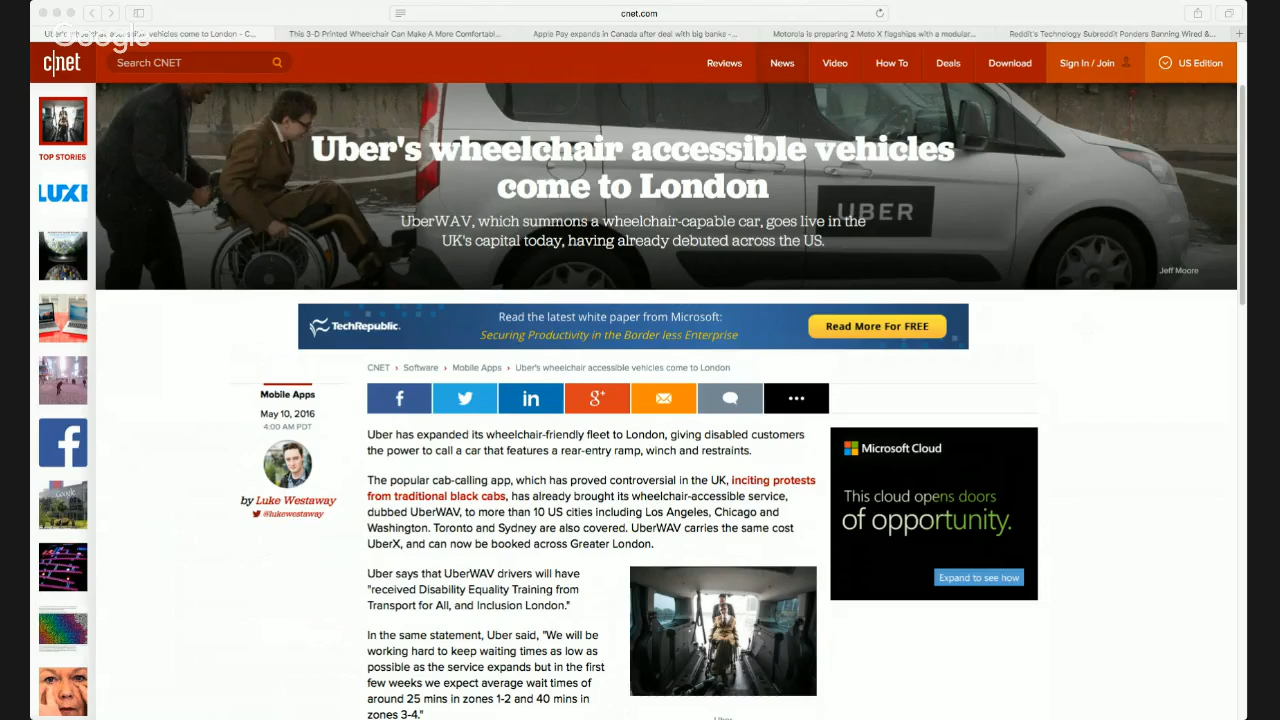 cnet.com
Uber's wheelchair accessible vehicles come to London - C...
This 3-D Printed Wheelchair Can Make A More Comfortabl...
Apple Pay expands in Canada after deal with big banks -...
Motorola is preparing 2 Moto X flagships with a modular...
Reddit's Technology Subreddit Ponders Banning Wired &...
Google
c|net
Search CNET
Reviews
News
Video
How To
Deals
Download
Sign In / Join
US Edition
TOP STORIES
LUXE
Uber's wheelchair accessible vehicles
come to London
UberWAV, which summons a wheelchair-capable car, goes live in the
UK's capital today, having already debuted across the US.
UBER
Jeff Moore
TechRepublic.
Read the latest white paper from Microsoft:
Securing Productivity in the Border less Enterprise
Read More For FREE
CNET › Software › Mobile Apps › Uber's wheelchair accessible vehicles come to London
Mobile Apps
May 10, 2016
4:00 AM PDT
by Luke Westaway
@lukewestaway
Uber has expanded its wheelchair-friendly fleet to London, giving disabled customers
the power to call a car that features a rear-entry ramp, winch and restraints.
The popular cab-calling app, which has proved controversial in the UK, inciting protests
from traditional black cabs, has already brought its wheelchair-accessible service,
dubbed UberWAV, to more than 10 US cities including Los Angeles, Chicago and
Washington. Toronto and Sydney are also covered. UberWAV carries the same cost
UberX, and can now be booked across Greater London.
Uber says that UberWAV drivers will have
"received Disability Equality Training from
Transport for All, and Inclusion London."
In the same statement, Uber said, "We will be
working hard to keep waiting times as low as
possible as the service expands but in the first
few weeks we expect average wait times of
around 25 mins in zones 1-2 and 40 mins in
zones 3-4."
Uber
Microsoft Cloud
This cloud opens doors
of opportunity.
Expand to see how